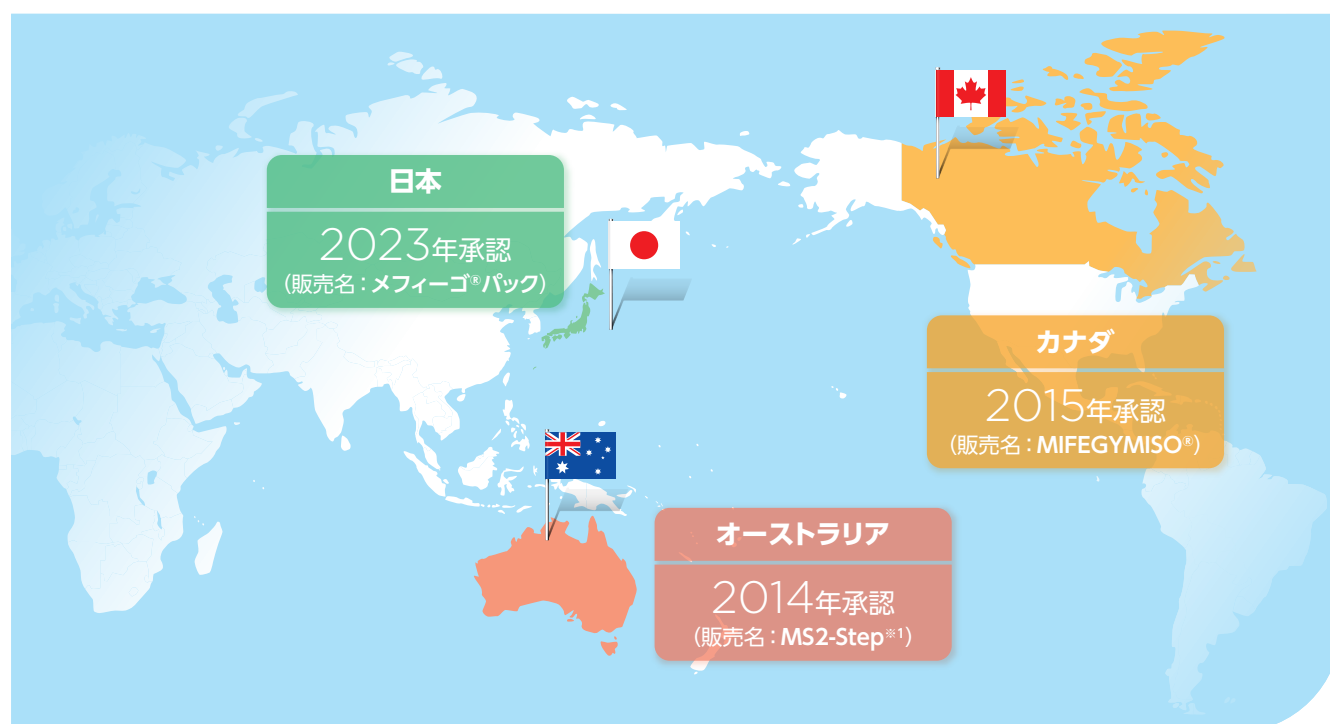 日本
2023年承認
(販売名:メフィーゴ®パック)
カナダ
2015年承認
(販売名:MIFEGYMISO®)
オーストラリア
2014年承認
(販売名:MS2-Step※1)